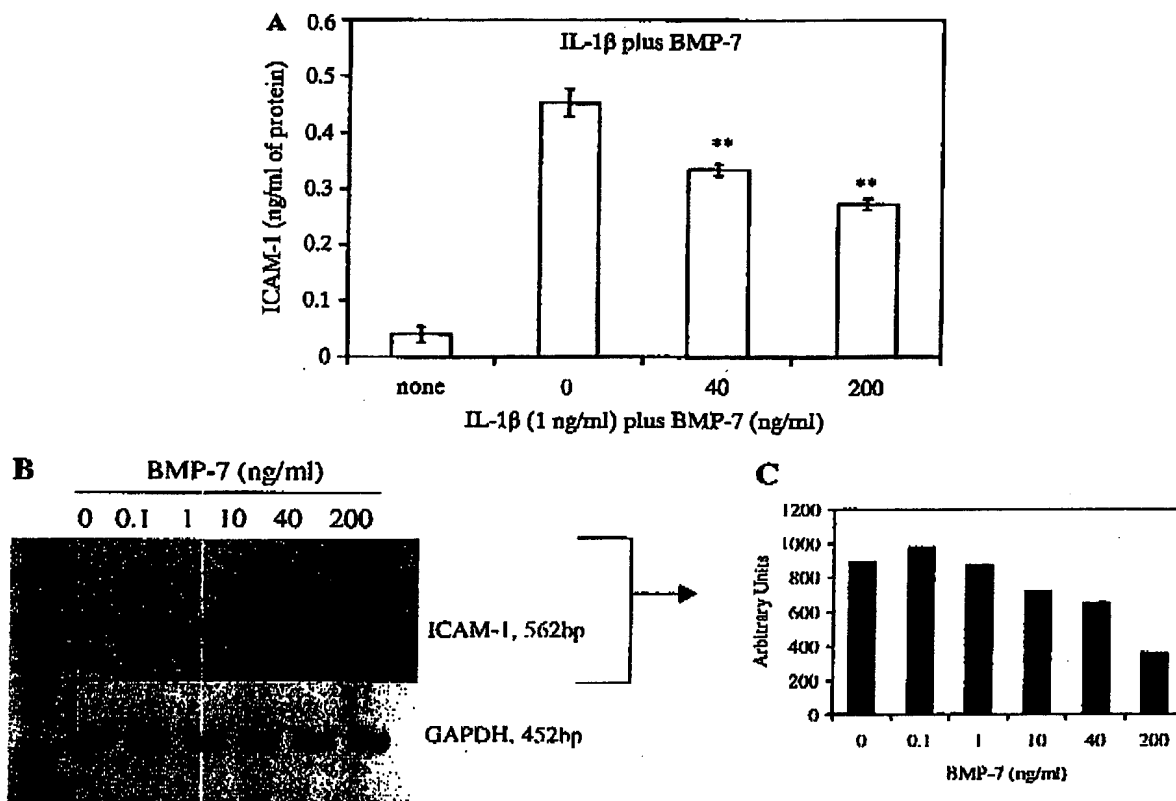 A
IL-1β plus BMP-7
ICAM-1 (ng/ml of protein)
0.6
0.5
0.4
0.3
0.2
0.1
0
**
**
none 0 40 200
IL-1β (1 ng/ml) plus BMP-7 (ng/ml)
B
BMP-7 (ng/ml)
0 0.1 1 10 40 200
ICAM-1, 562bp
GAPDH, 452bp
C
Arbitrary Units
1200
1000
800
600
400
200
0
0 0.1 1 10 40 200
BMP-7 (ng/ml)